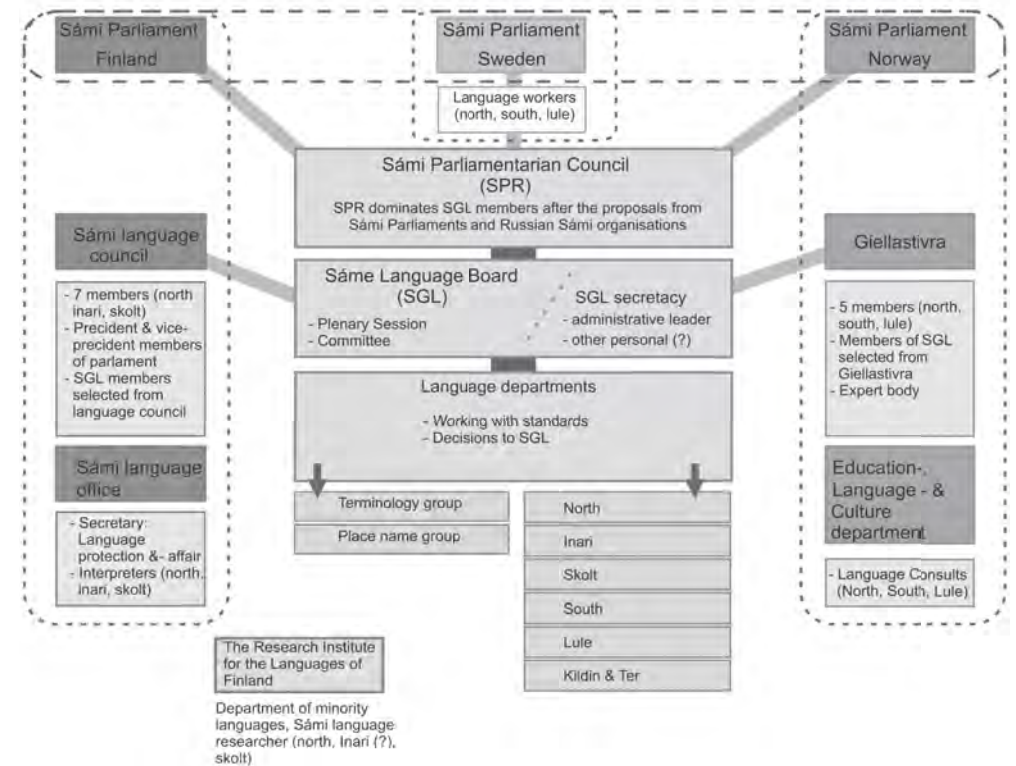 Sámi Parliament
Finland
Sámi Parliament
Sweden
Sámi Parliament
Norway
Language workers
(north, south, lule)
Sámi Parliamentarian Council
(SPR)
SPR dominates SGL members after the proposals from
Sámi Parliaments and Russian Sámi organisations
Sámi language
council
- 7 members (north
inari, skolt)
- Precident & vice-
precident members
of parlament
- SGL members
selected from
language council
Sámi language
office
- Secretary:
Language
protection &- affair
- Interpreters (north,
inari, skolt)
Sáme Language Board
(SGL)
- Plenary Session
- Committee
SGL secretacy
- administrative leader
- other personal (?)
Language departments
- Working with standards
- Decisions to SGL
Terminology group
Place name group
North
Inari
Skolt
South
Lule
Kildin & Ter
Giellastivra
- 5 members (north,
south, lule)
- Members of SGL
selected from
Giellastivra
- Expert body
Education-,
Language - &
Culture
department
- Language Consults
(North, South, Lule)
The Research Institute
for the Languages of
Finland
Department of minority
languages, Sámi language
researcher (north, Inari (?),
skolt)